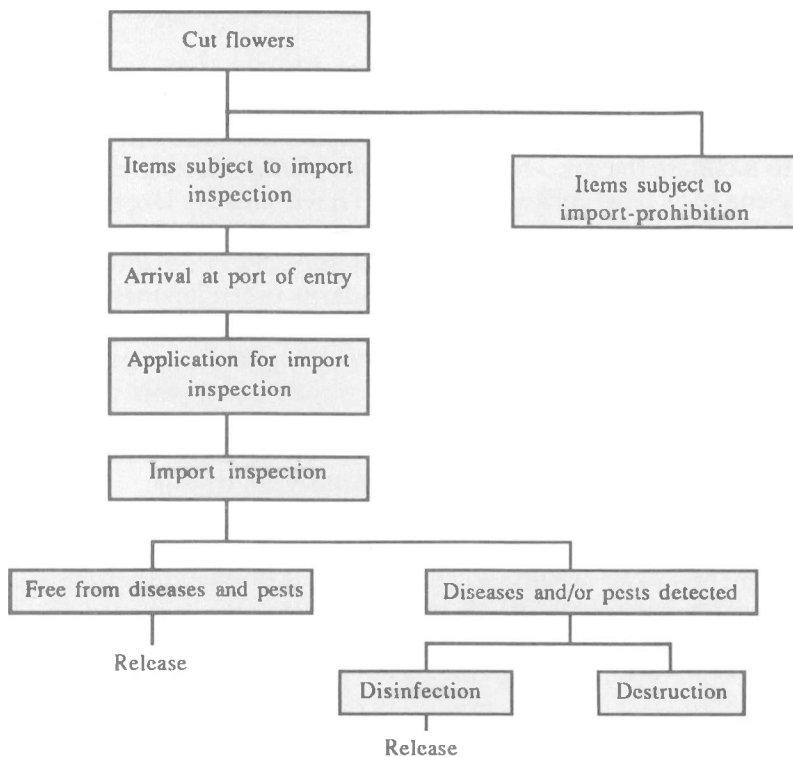 Cut flowers
Items subject to import
inspection
Items subject to
import-prohibition
Arrival at port of entry
Application for import
inspection
Import inspection
Free from diseases and pests
Diseases and/or pests detected
Release
Disinfection
Destruction
Release